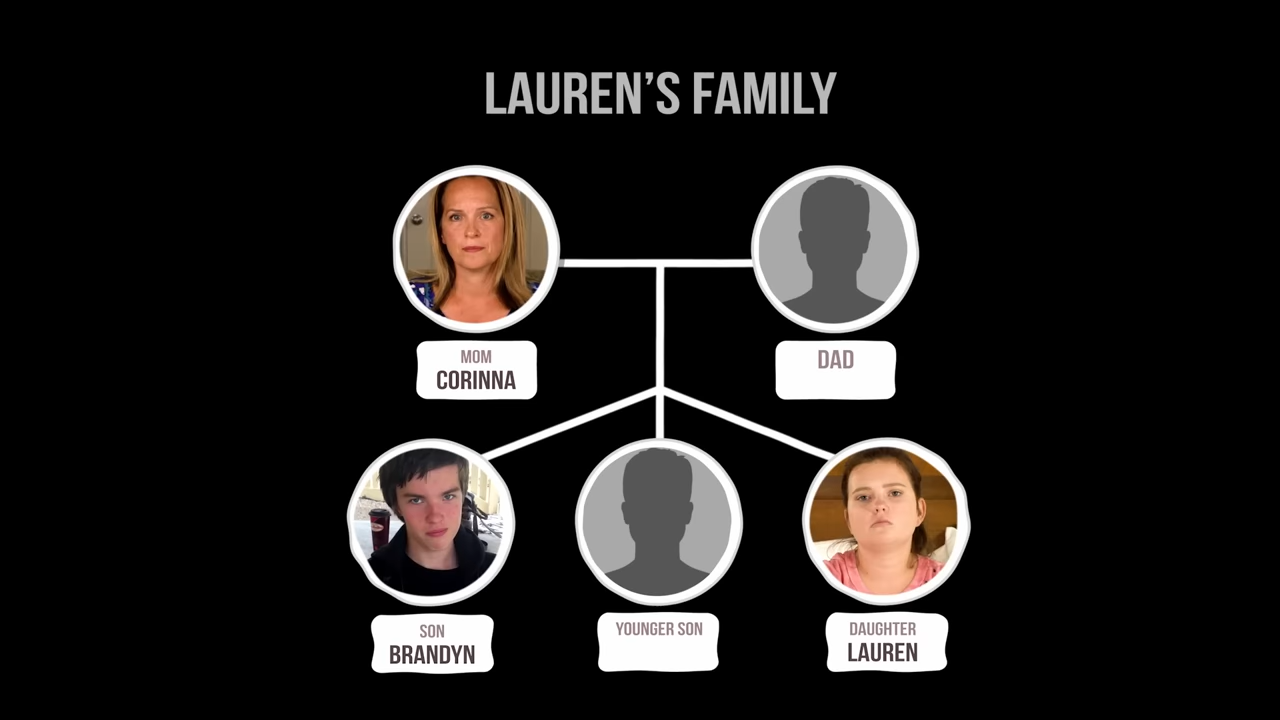 LAUREN'S FAMILY
MOM
CORINNA
DAD
SON
BRANDYN
YOUNGER SON
DAUGHTER
LAUREN